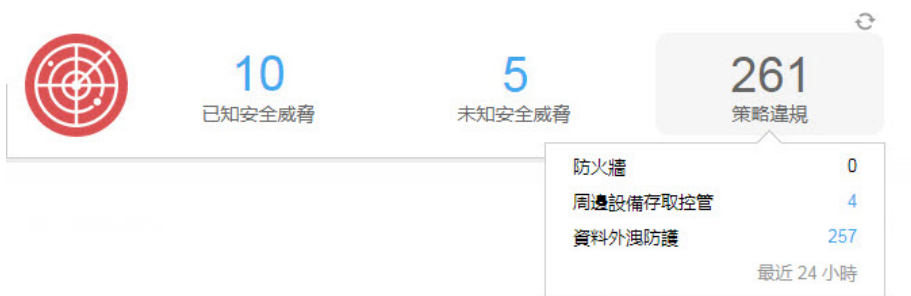 10
已知安全威脅
5
未知安全威脅
261
策略違規
防火牆 0
周邊設備存取控管 4
資料外洩防護 257
最近 24 小時